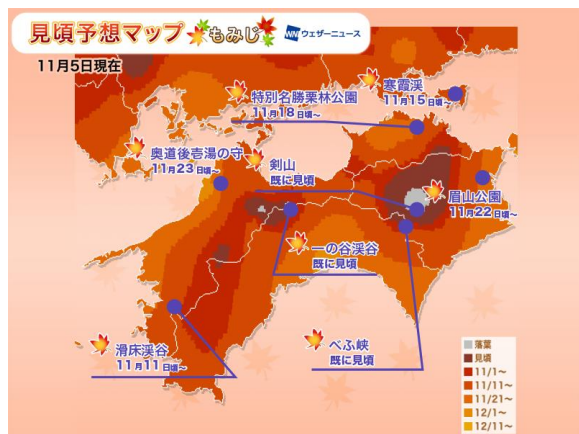 見頃予想マップ もみじ ウェザーニュース
11月5日現在
寒霞渓
11月15日頃～
特別名勝栗林公園
11月18日頃～
奥道後壱湯の守
11月23日頃～
剣山
既に見頃
眉山公園
11月22日頃～
一の谷渓谷
既に見頃
滑床渓谷
11月11日頃～
べふ峡
既に見頃
落葉
見頃
11/1～
11/11～
11/21～
12/1～
12/11～